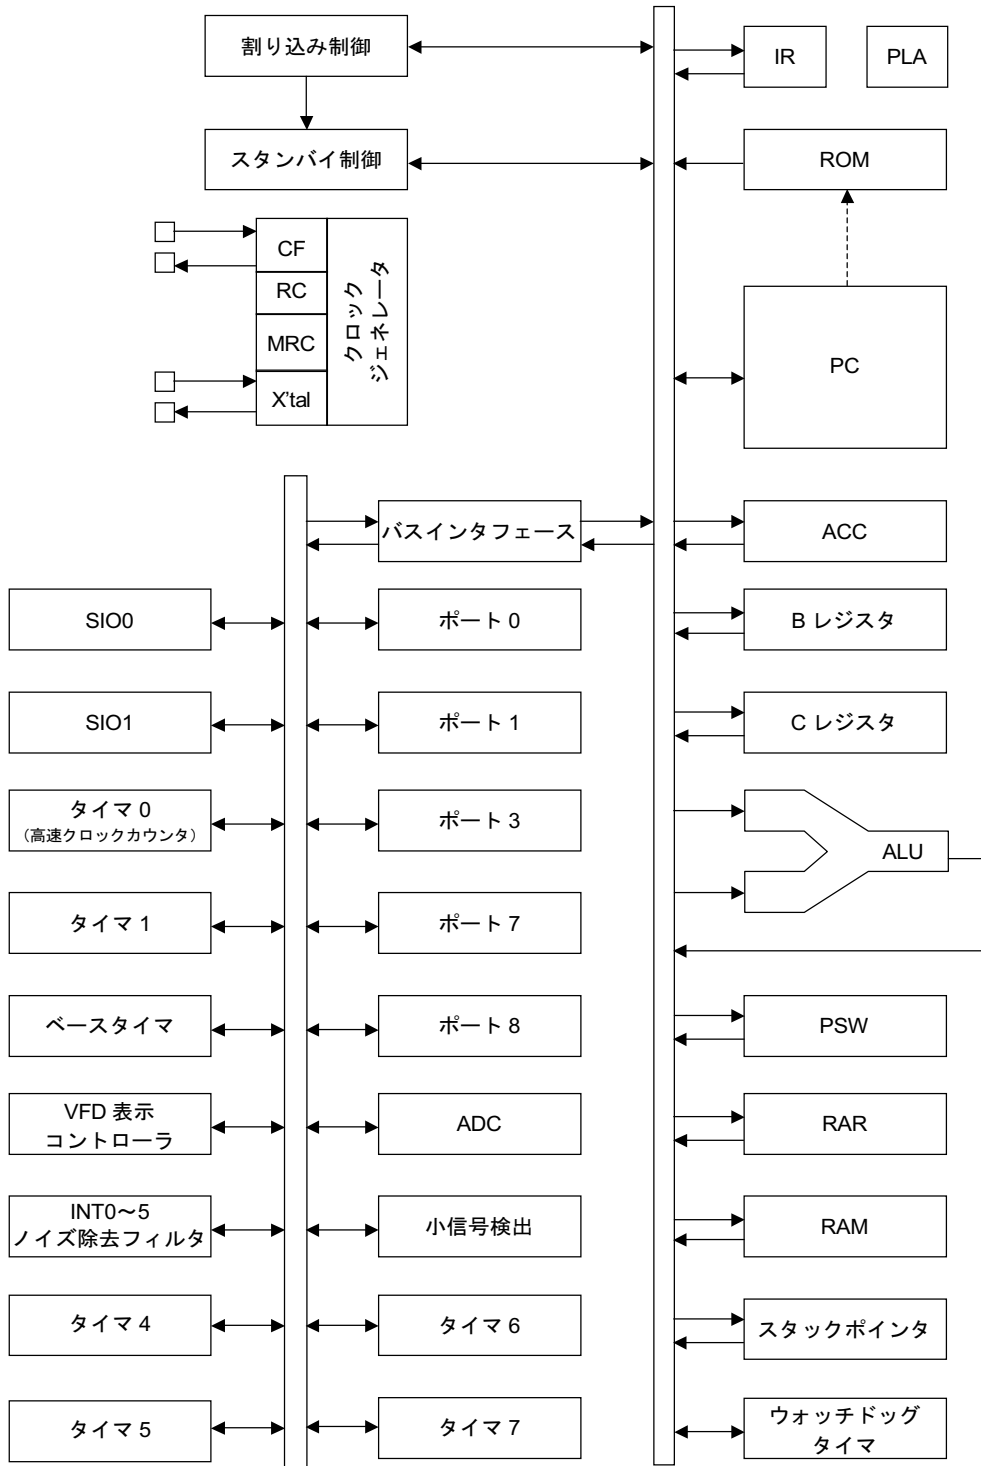 割り込み制御
IR
PLA
スタンバイ制御
ROM
CF
RC
MRC
X'tal
クロック
ジェネレータ
PC
バスインタフェース
ACC
SIO0
ポート 0
B レジスタ
SIO1
ポート 1
C レジスタ
タイマ 0
（高速クロックカウンタ）
ポート 3
ALU
タイマ 1
ポート 7
ベースタイマ
ポート 8
PSW
VFD 表示
コントローラ
ADC
RAR
INT0～5
ノイズ除去フィルタ
小信号検出
RAM
タイマ 4
タイマ 6
スタックポインタ
タイマ 5
タイマ 7
ウォッチドッグ
タイマ